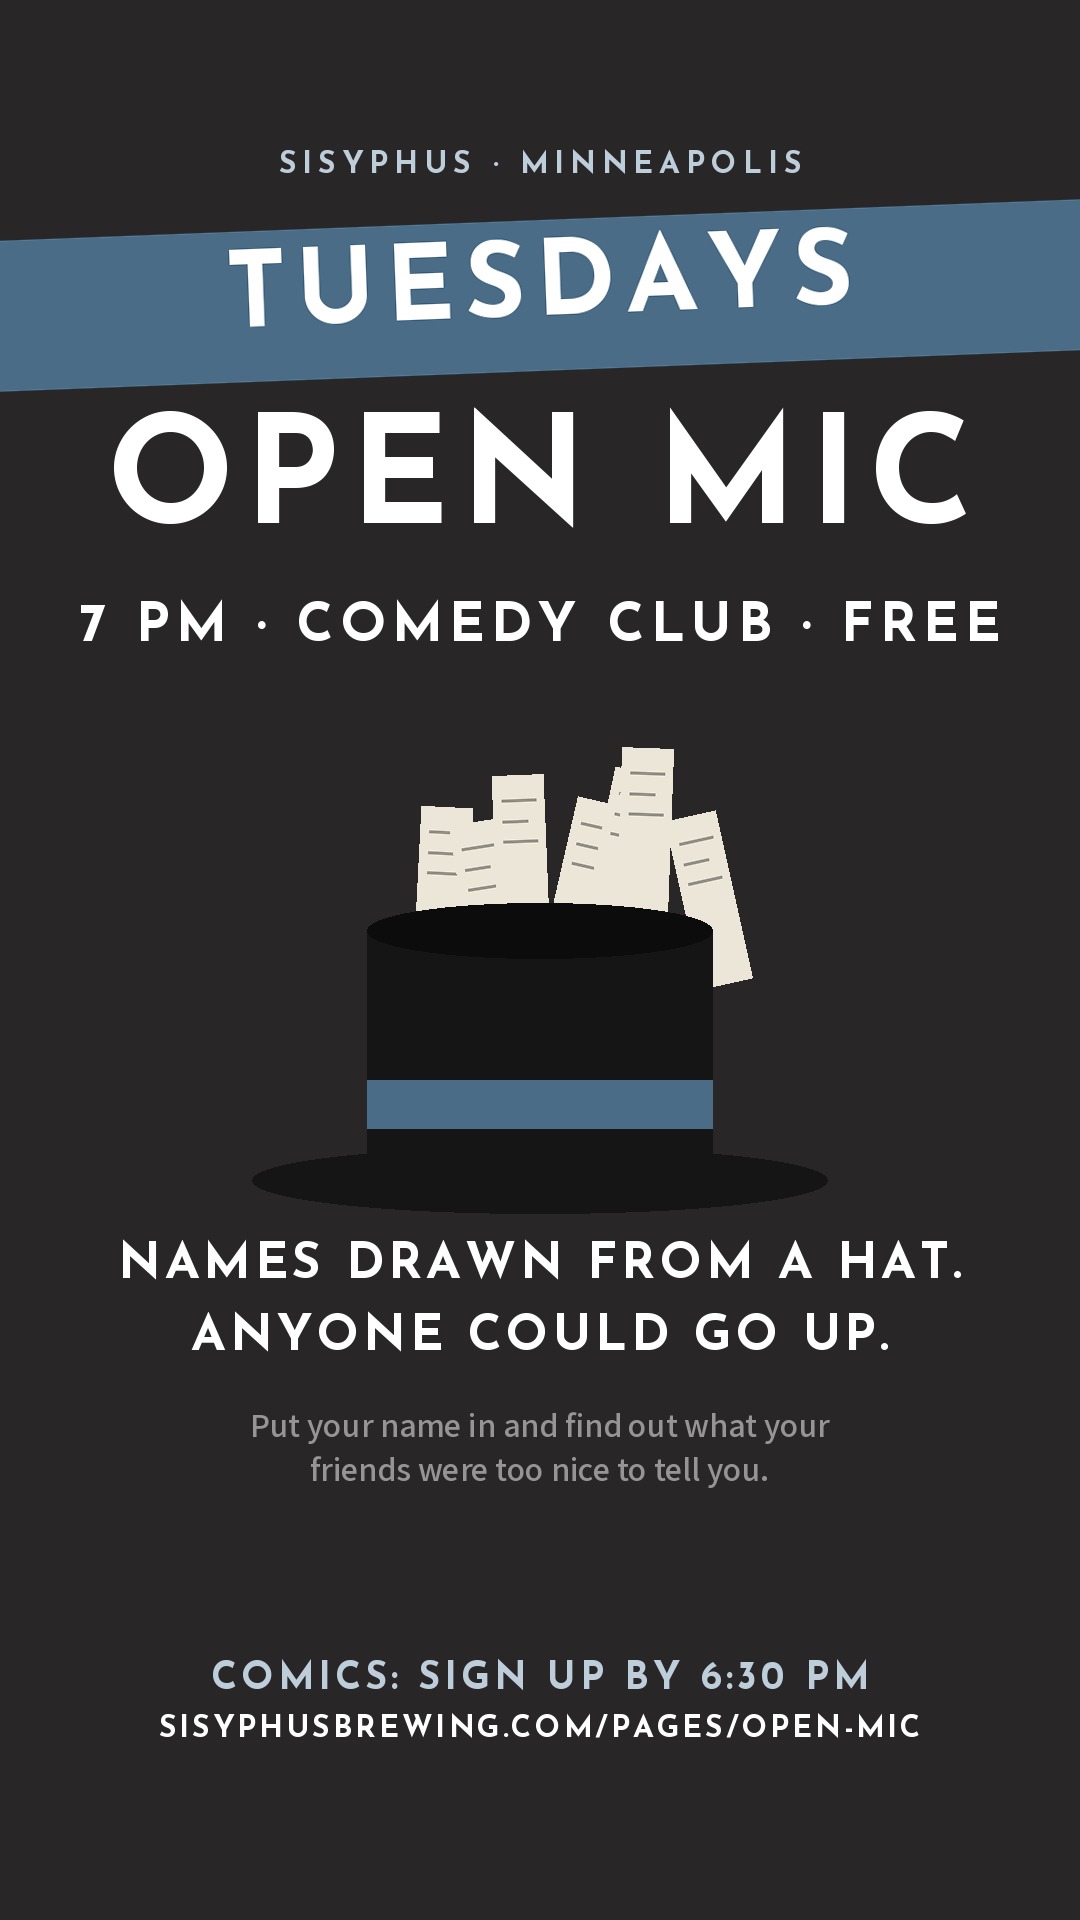 SISYPHUS · MINNEAPOLIS
TUESDAYS
OPEN MIC
7 PM · COMEDY CLUB · FREE
NAMES DRAWN FROM A HAT.
ANYONE COULD GO UP.
Put your name in and find out what your
friends were too nice to tell you.
COMICS: SIGN UP BY 6:30 PM
SISYPHUSBREWING.COM/PAGES/OPEN-MIC